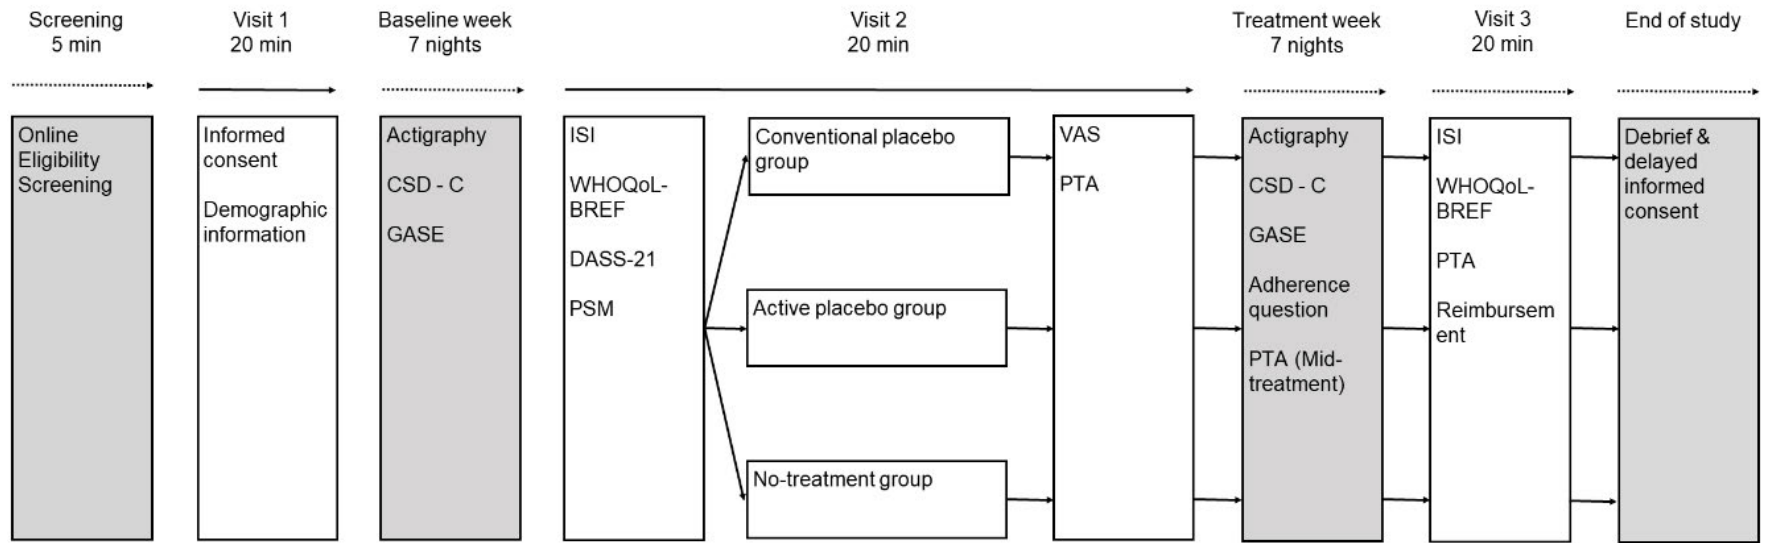 Screening
5 min
Visit 1
20 min
Baseline week
7 nights
Visit 2
20 min
Treatment week
7 nights
Visit 3
20 min
End of study
Online
Eligibility
Screening
Informed
consent
Demographic
information
Actigraphy
CSD - C
GASE
ISI
WHOQoL-
BREF
DASS-21
PSM
Conventional placebo
group
Active placebo group
No-treatment group
VAS
PTA
Actigraphy
CSD - C
GASE
Adherence
question
PTA (Mid-
treatment)
ISI
WHOQoL-
BREF
PTA
Reimbursem
ent
Debrief &
delayed
informed
consent